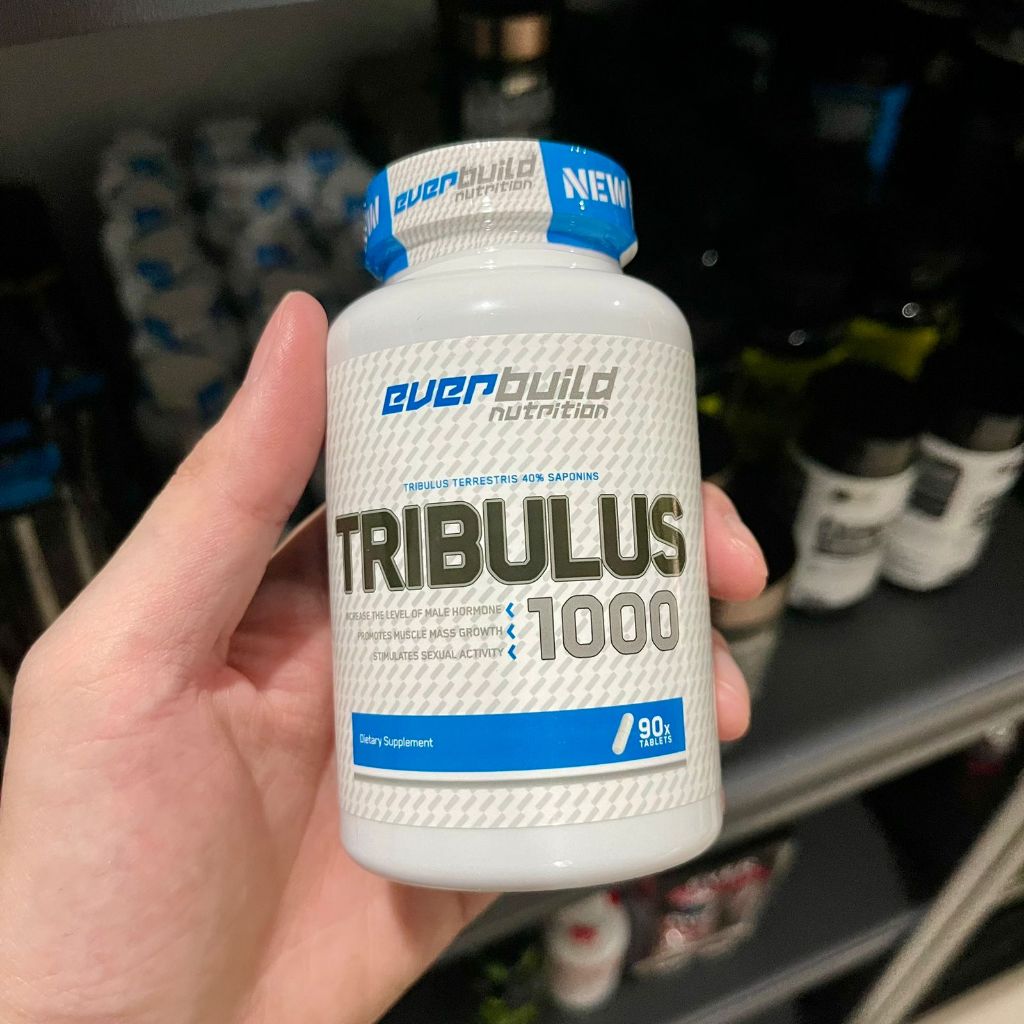 everbuild
nutrition
NEW
everbuild
nutrition
TRIBULUS TERRESTRIS 40% SAPONINS
TRIBULUS
1000
INCREASE THE LEVEL OF MALE HORMONE
PROMOTES MUSCLE MASS GROWTH
STIMULATES SEXUAL ACTIVITY
Dietary Supplement
90x
TABLETS